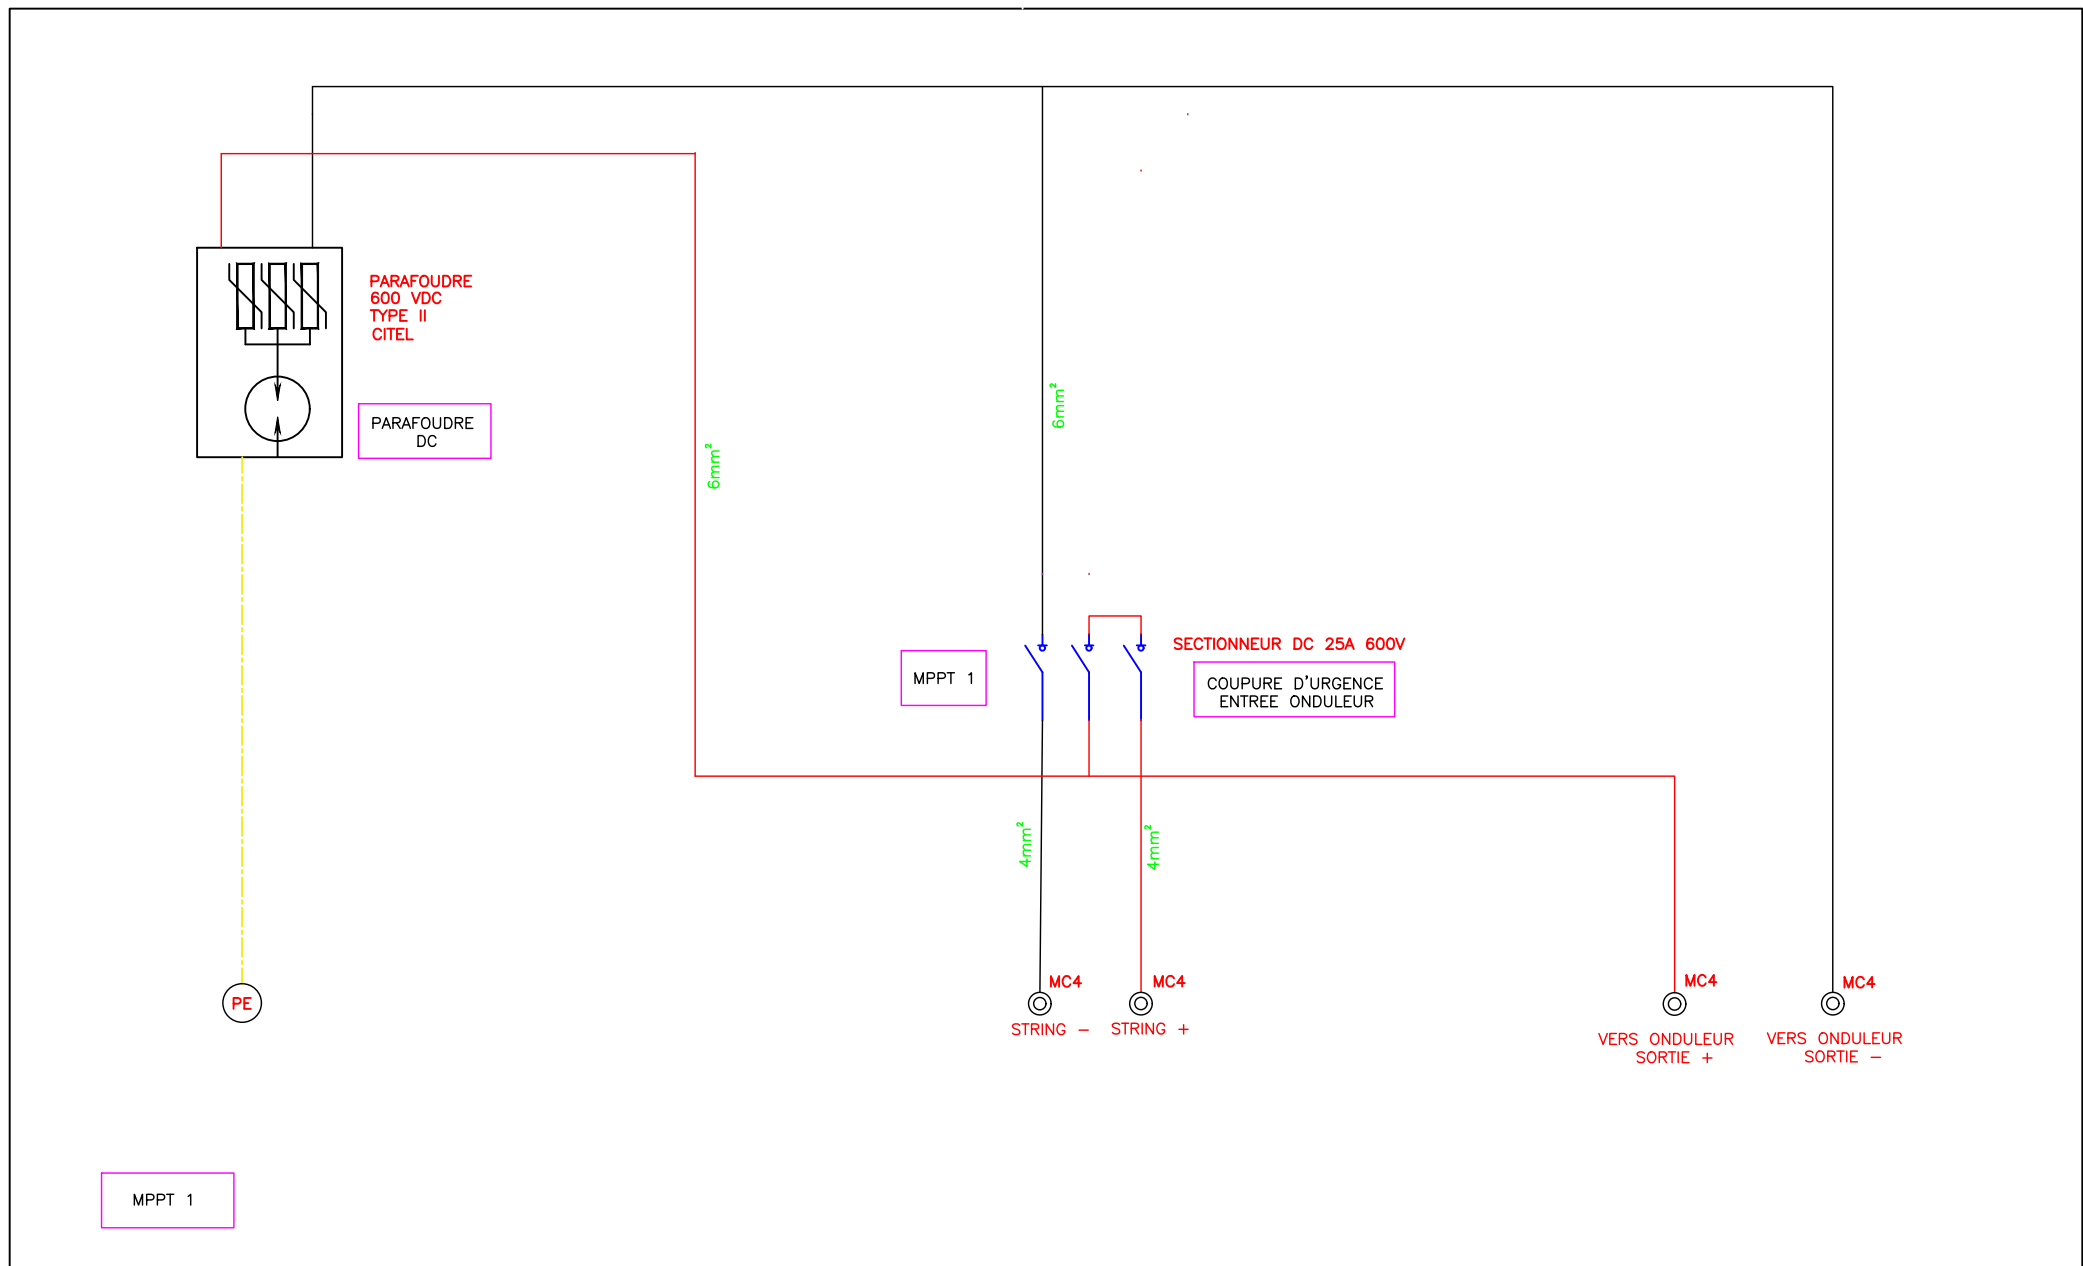 PARAFOUDRE
600 VDC
TYPE II
CITEL
PARAFOUDRE
DC
6mm²
6mm²
MPPT 1
SECTIONNEUR DC 25A 600V
COUPURE D'URGENCE
ENTREE ONDULEUR
4mm²
4mm²
PE
MC4
STRING -
MC4
STRING +
MC4
VERS ONDULEUR
SORTIE +
MC4
VERS ONDULEUR
SORTIE -
MPPT 1